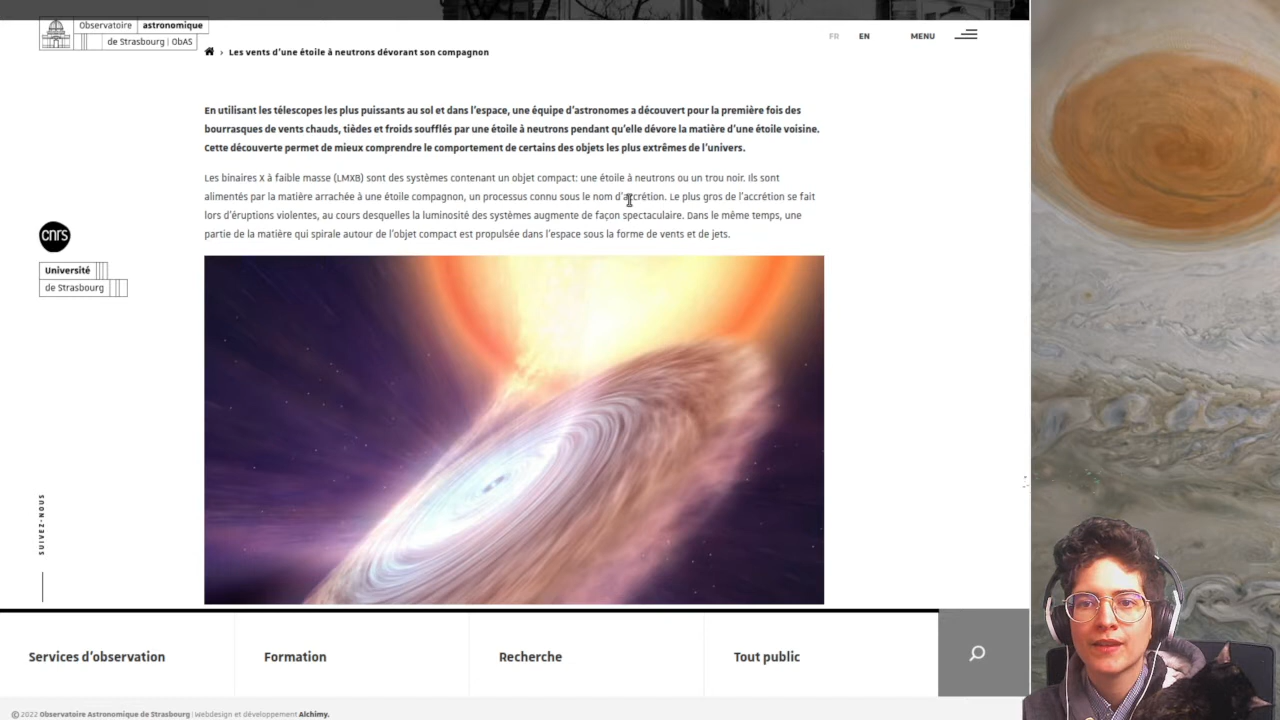 Observatoire astronomique
de Strasbourg | ObAS
› Les vents d'une étoile à neutrons dévorant son compagnon
FR EN MENU
En utilisant les télescopes les plus puissants au sol et dans l'espace, une équipe d'astronomes a découvert pour la première fois des
bourrasques de vents chauds, tièdes et froids soufflés par une étoile à neutrons pendant qu'elle dévore la matière d'une étoile voisine.
Cette découverte permet de mieux comprendre le comportement de certains des objets les plus extrêmes de l'univers.
Les binaires X à faible masse (LMXB) sont des systèmes contenant un objet compact: une étoile à neutrons ou un trou noir. Ils sont
alimentés par la matière arrachée à une étoile compagnon, un processus connu sous le nom d'accrétion. Le plus gros de l'accrétion se fait
lors d'éruptions violentes, au cours desquelles la luminosité des systèmes augmente de façon spectaculaire. Dans le même temps, une
partie de la matière qui spirale autour de l'objet compact est propulsée dans l'espace sous la forme de vents et de jets.
cnrs
Université
de Strasbourg
SUIVEZ-NOUS
Services d'observation Formation Recherche Tout public
© 2022 Observatoire Astronomique de Strasbourg | Webdesign et développement Alchimy.